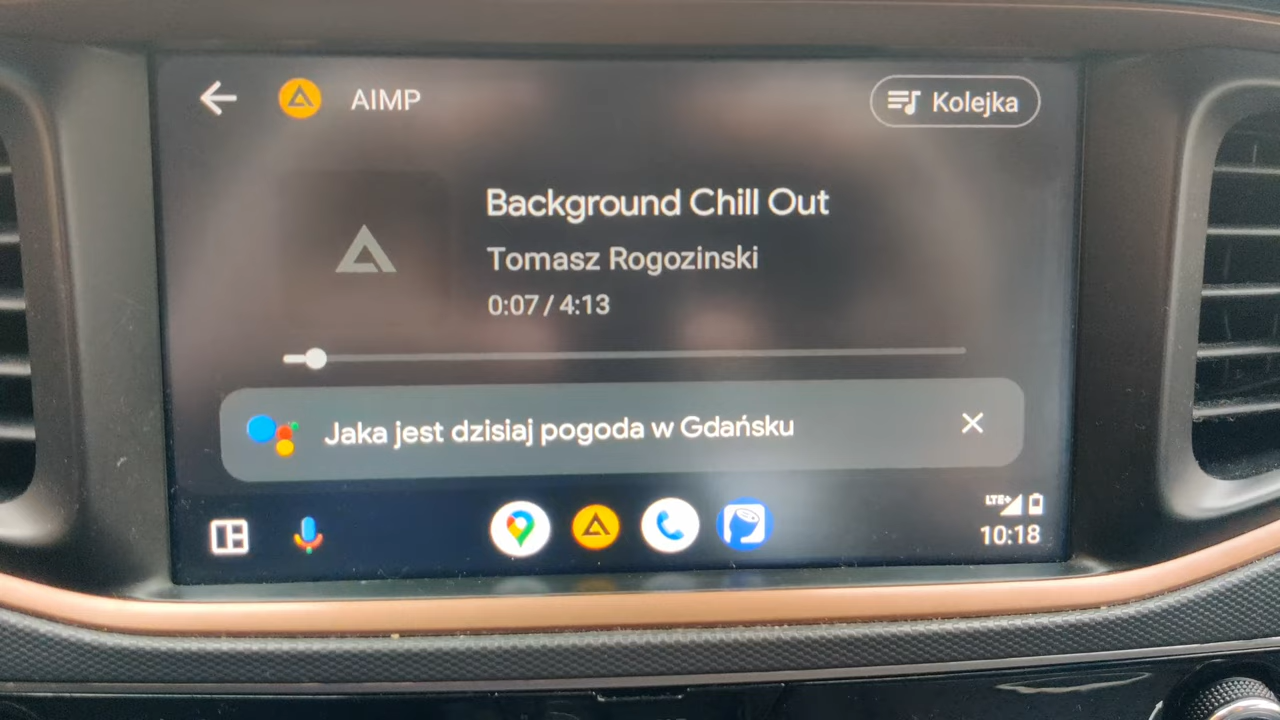 AIMP
Kolejka
Background Chill Out
Tomasz Rogozinski
0:07 / 4:13
Jaka jest dzisiaj pogoda w Gdańsku
LTE+
10:18